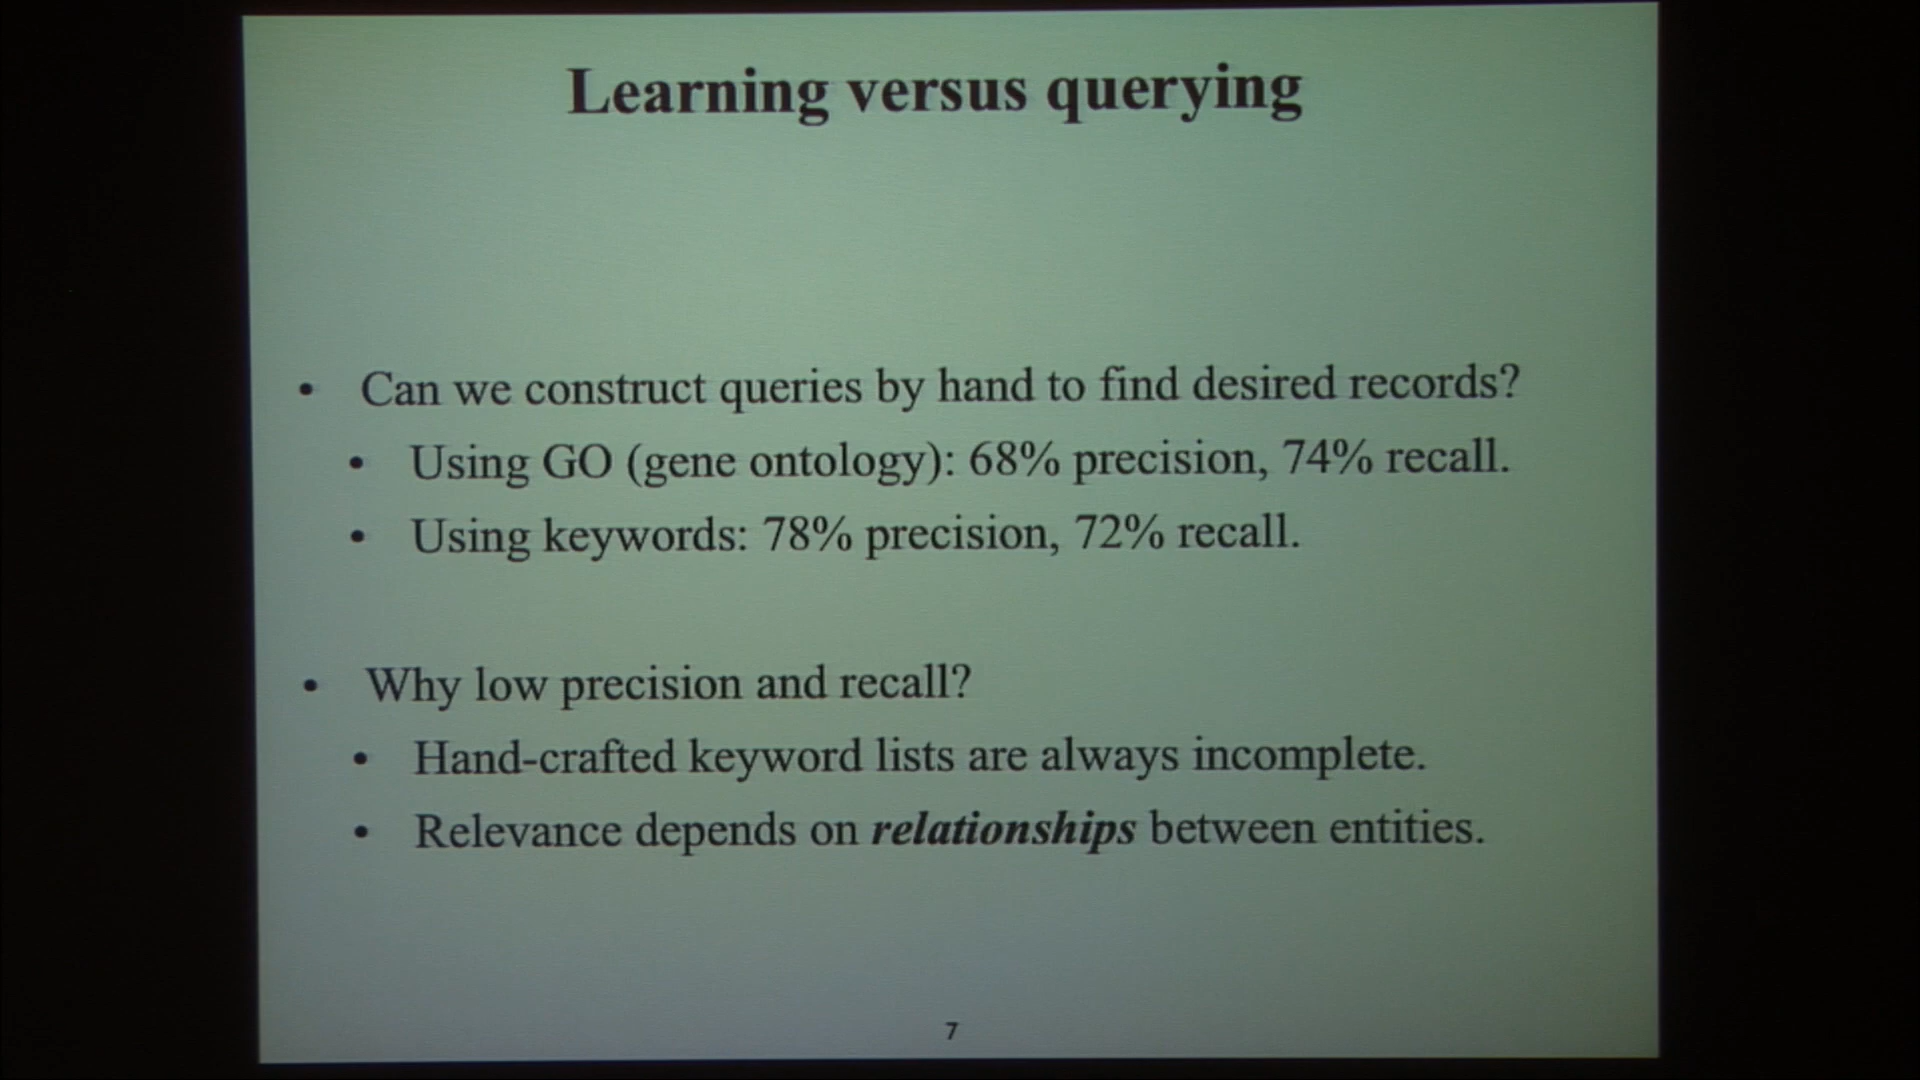 Learning versus querying
• Can we construct queries by hand to find desired records?
• Using GO (gene ontology): 68% precision, 74% recall.
• Using keywords: 78% precision, 72% recall.
• Why low precision and recall?
• Hand-crafted keyword lists are always incomplete.
• Relevance depends on relationships between entities.
7